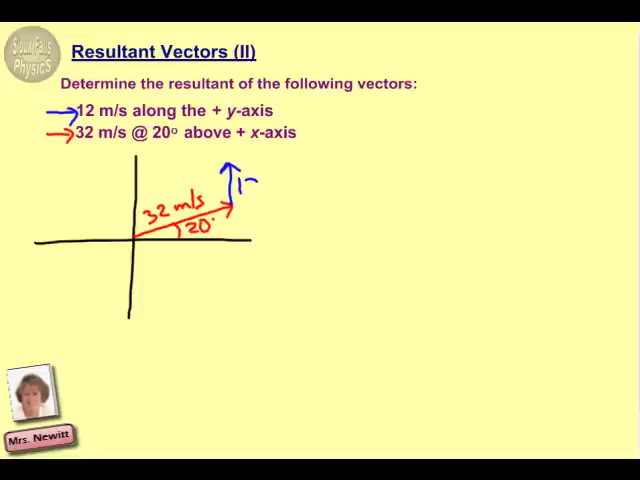 Sioux Falls
Physics
Resultant Vectors (II)
Determine the resultant of the following vectors:
12 m/s along the + y-axis
32 m/s @ 20° above + x-axis
32 m/s
20°
Mrs. Newitt